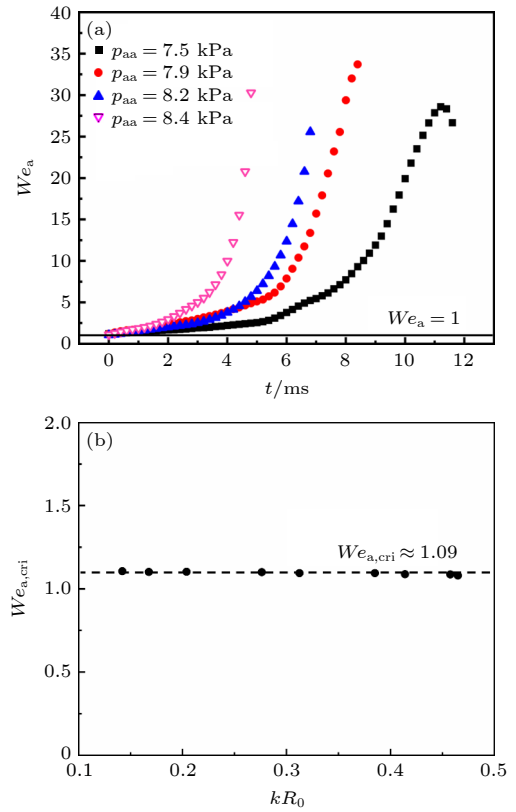 (a)
p_aa = 7.5 kPa
p_aa = 7.9 kPa
p_aa = 8.2 kPa
p_aa = 8.4 kPa
We_a
40
35
30
25
20
15
10
5
0
We_a = 1
0 2 4 6 8 10 12
t/ms
(b)
We_a,cri
2.0
1.5
1.0
0.5
0
We_a,cri ≈ 1.09
0.1 0.2 0.3 0.4 0.5
kR_0